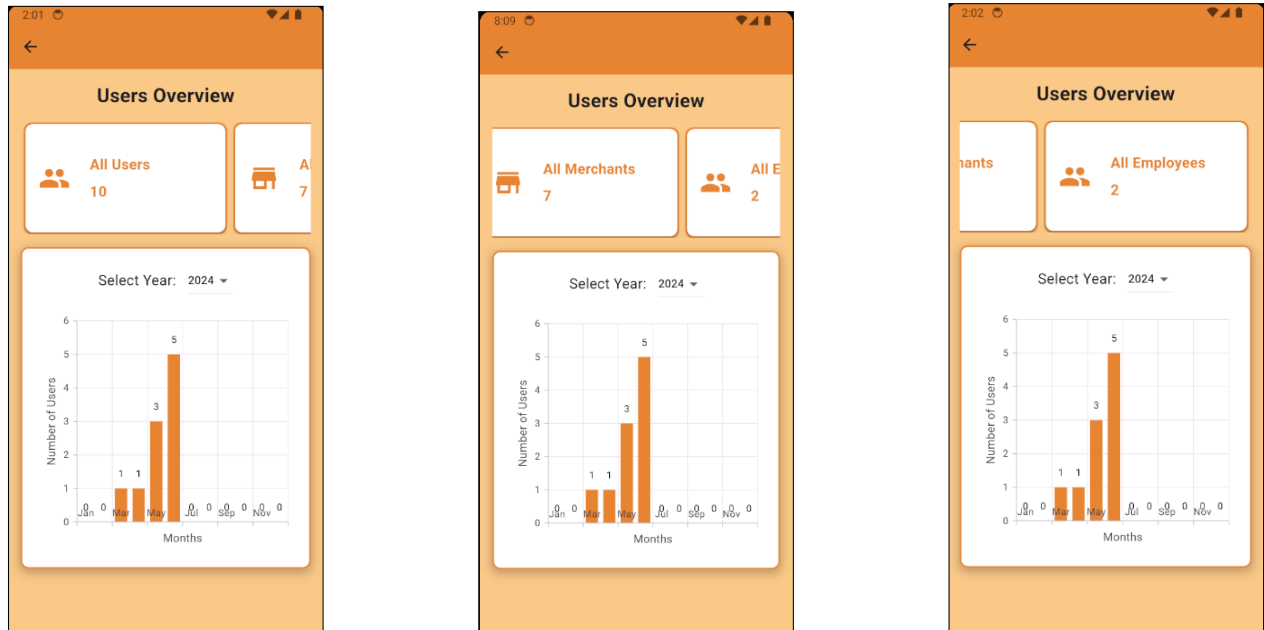 2:01
Users Overview
All Users
10
7
Select Year: 2024
6
5
4
3
2
1
0
Number of Users
0 0 1 1 3 5 0 0 0 0 0 0
Jan Mar May Jul Sep Nov
Months
8:09
Users Overview
All Merchants
7
All E
2
Select Year: 2024
6
5
4
3
2
1
0
Number of Users
0 0 1 1 3 5 0 0 0 0 0 0
Jan Mar May Jul Sep Nov
Months
2:02
Users Overview
hants
All Employees
2
Select Year: 2024
6
5
4
3
2
1
0
Number of Users
0 0 1 1 3 5 0 0 0 0 0 0
Jan Mar May Jul Sep Nov
Months